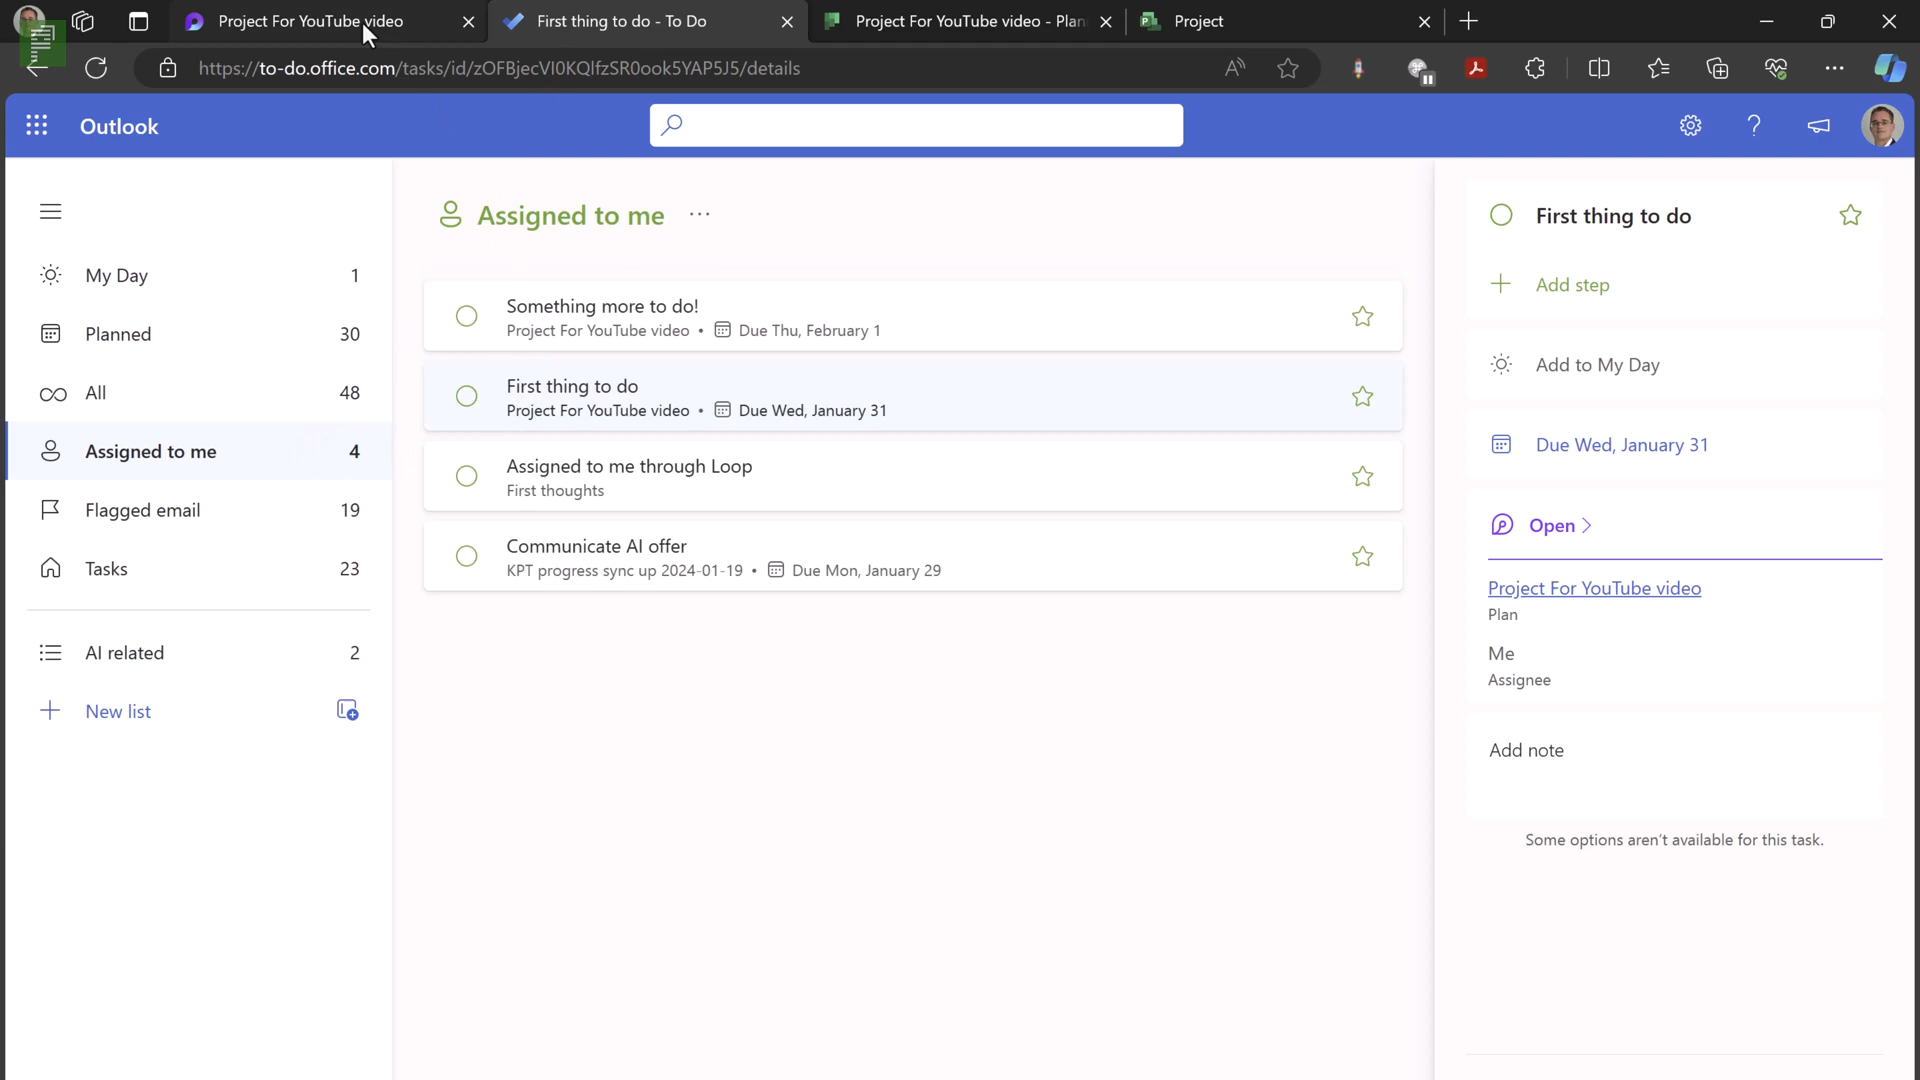 Project For YouTube video
First thing to do - To Do
Project For YouTube video - Plan
Project
https://to-do.office.com/tasks/id/zOFBjecVI0KQlfzSR0ook5YAP5J5/details
Outlook
Assigned to me
First thing to do
My Day 1
Something more to do!
Add step
Planned 30
Project For YouTube video • Due Thu, February 1
Add to My Day
All 48
First thing to do
Project For YouTube video • Due Wed, January 31
Due Wed, January 31
Assigned to me 4
Assigned to me through Loop
First thoughts
Flagged email 19
Open
Communicate AI offer
KPT progress sync up 2024-01-19 • Due Mon, January 29
Tasks 23
Project For YouTube video
Plan
AI related 2
Me
Assignee
New list
Add note
Some options aren't available for this task.